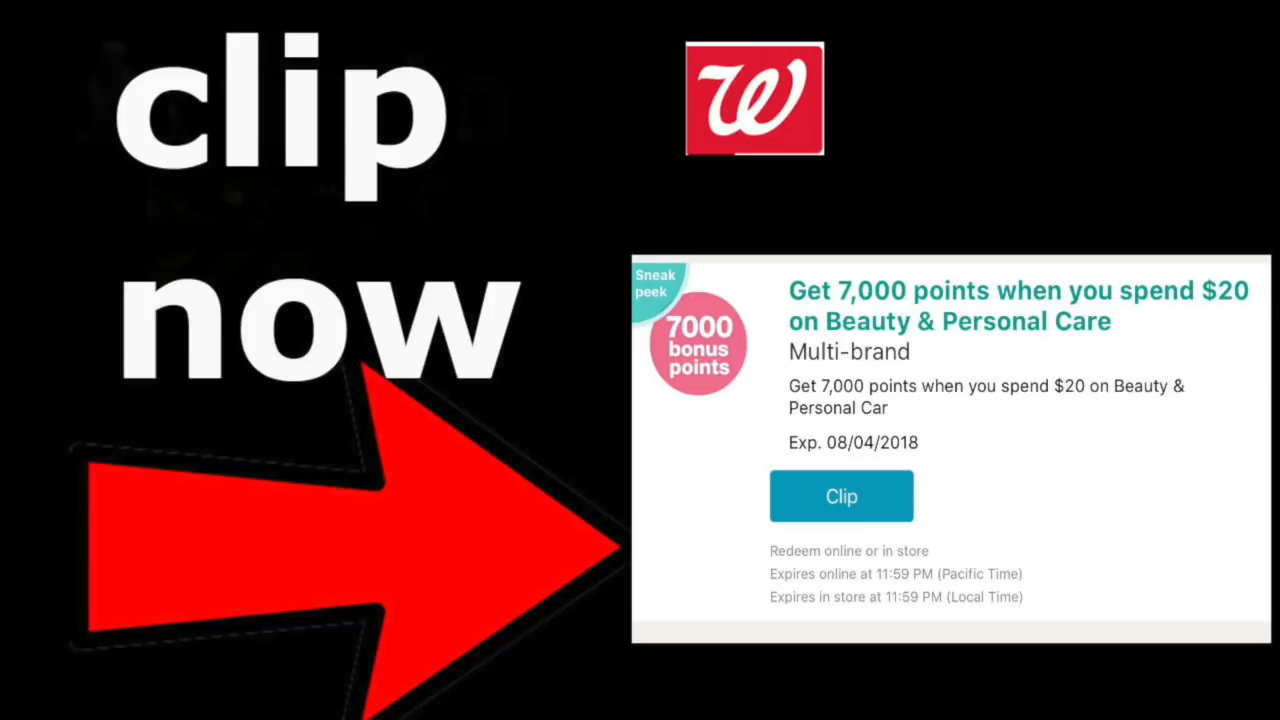 clip
now
W
Sneak
peek
7000
bonus
points
Get 7,000 points when you spend $20
on Beauty & Personal Care
Multi-brand
Get 7,000 points when you spend $20 on Beauty &
Personal Car
Exp. 08/04/2018
Clip
Redeem online or in store
Expires online at 11:59 PM (Pacific Time)
Expires in store at 11:59 PM (Local Time)